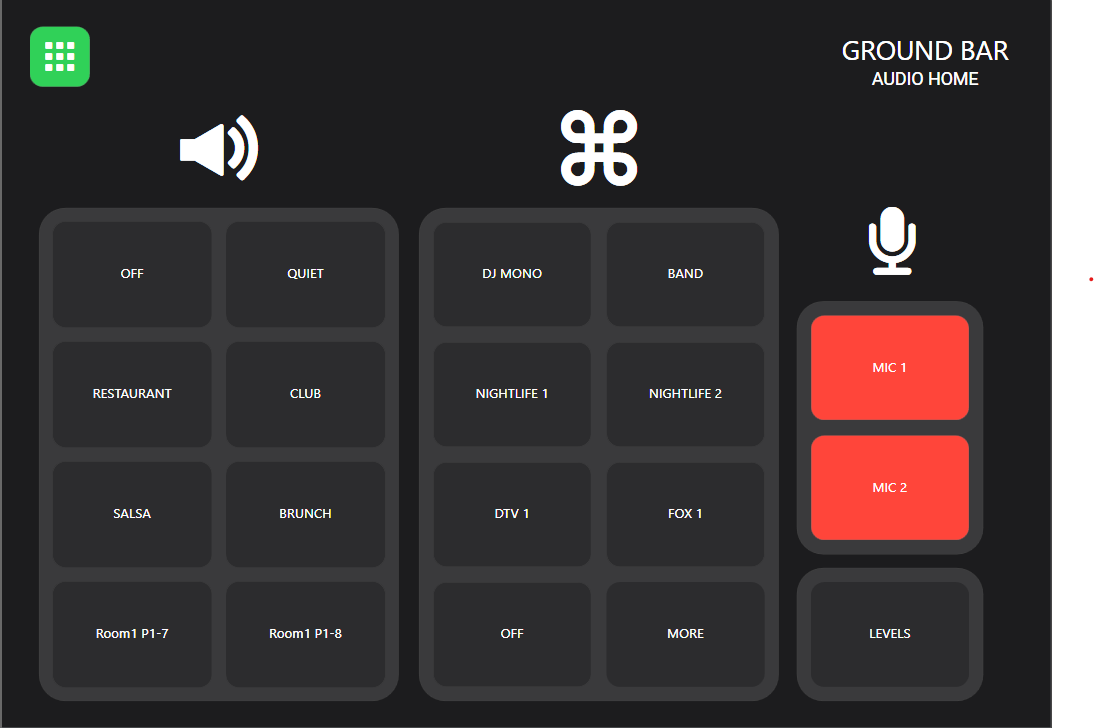 GROUND BAR
AUDIO HOME
OFF
QUIET
RESTAURANT
CLUB
SALSA
BRUNCH
Room1 P1-7
Room1 P1-8
DJ MONO
BAND
NIGHTLIFE 1
NIGHTLIFE 2
DTV 1
FOX 1
OFF
MORE
MIC 1
MIC 2
LEVELS